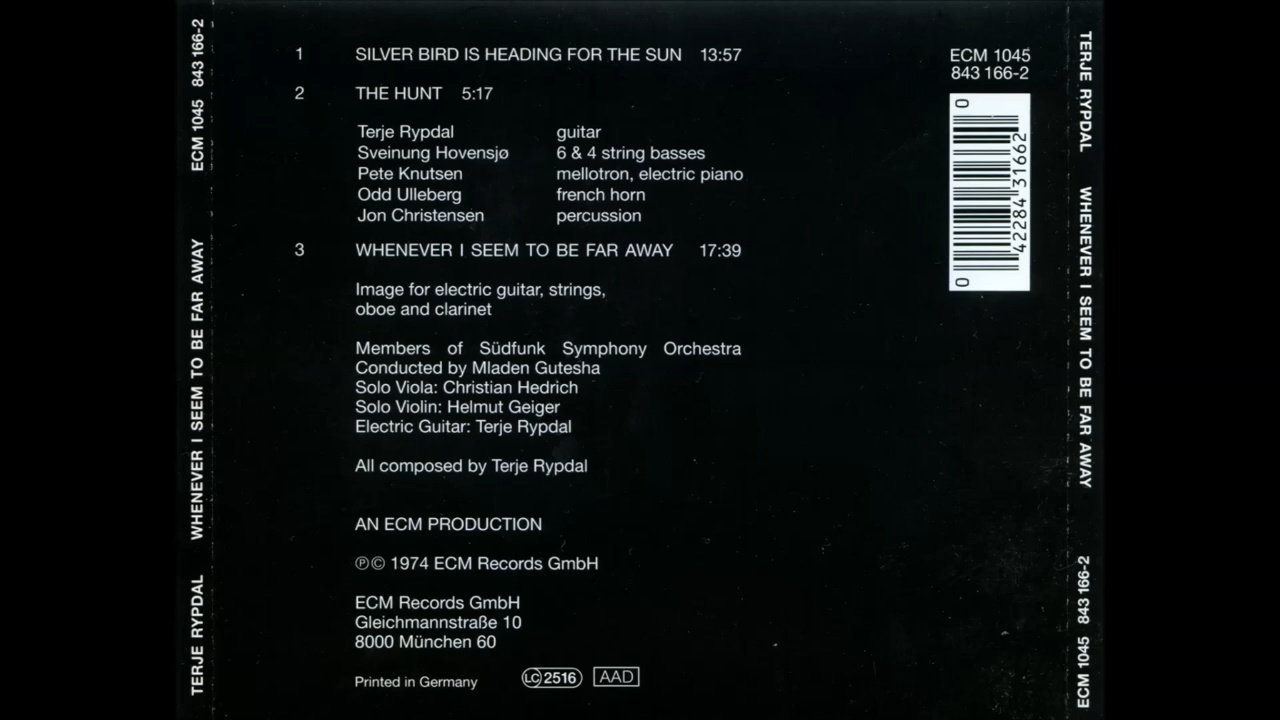 TERJE RYPDAL WHENEVER I SEEM TO BE FAR AWAY ECM 1045 843 166-2
1 SILVER BIRD IS HEADING FOR THE SUN 13:57
2 THE HUNT 5:17
Terje Rypdal guitar
Sveinung Hovensjø 6 & 4 string basses
Pete Knutsen mellotron, electric piano
Odd Ulleberg french horn
Jon Christensen percussion
3 WHENEVER I SEEM TO BE FAR AWAY 17:39
Image for electric guitar, strings,
oboe and clarinet
Members of Südfunk Symphony Orchestra
Conducted by Mladen Gutesha
Solo Viola: Christian Hedrich
Solo Violin: Helmut Geiger
Electric Guitar: Terje Rypdal
All composed by Terje Rypdal
AN ECM PRODUCTION
℗© 1974 ECM Records GmbH
ECM Records GmbH
Gleichmannstraße 10
8000 München 60
Printed in Germany LC 2516 AAD
ECM 1045
843 166-2
0 42284 31662 0
TERJE RYPDAL WHENEVER I SEEM TO BE FAR AWAY ECM 1045 843 166-2